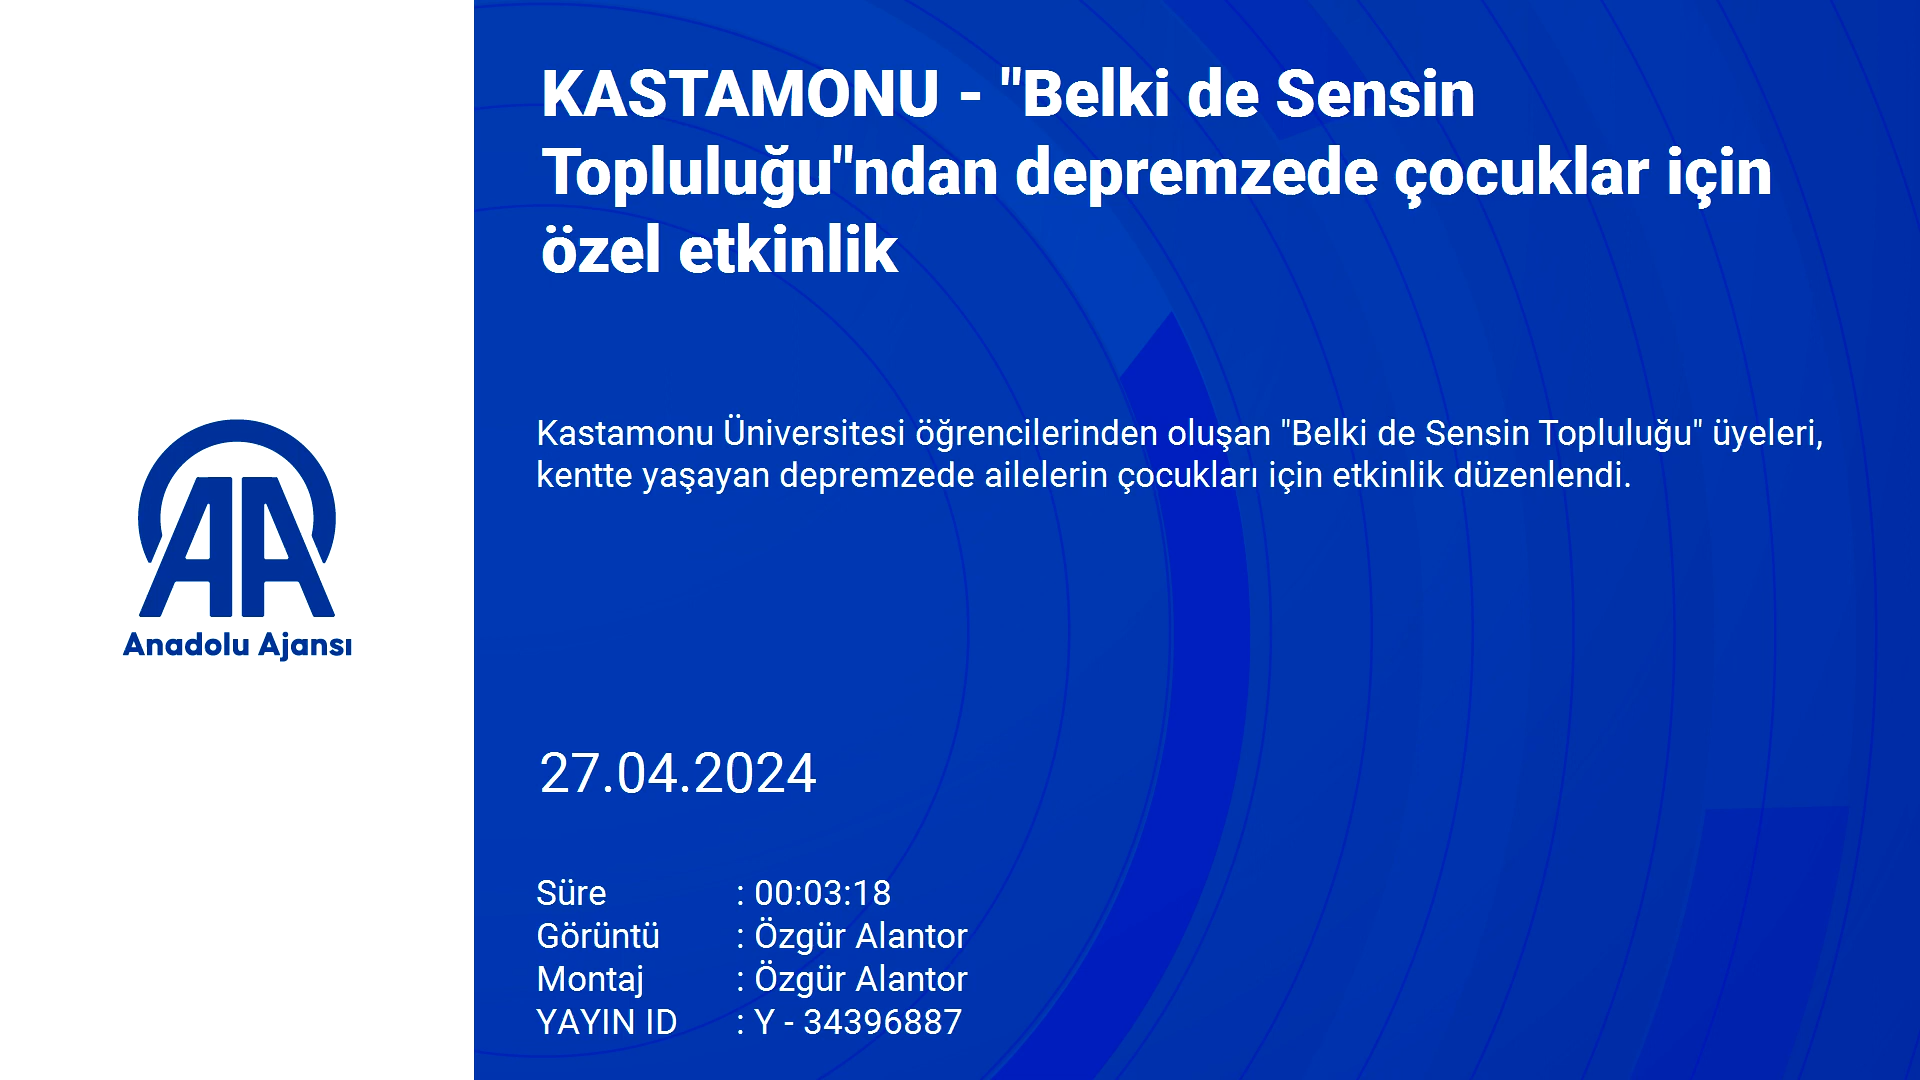 KASTAMONU - "Belki de Sensin
Topluluğu"ndan depremzede çocuklar için
özel etkinlik
Kastamonu Üniversitesi öğrencilerinden oluşan "Belki de Sensin Topluluğu" üyeleri,
kentte yaşayan depremzede ailelerin çocukları için etkinlik düzenlendi.
AA
Anadolu Ajansı
27.04.2024
Süre : 00:03:18
Görüntü : Özgür Alantor
Montaj : Özgür Alantor
YAYIN ID : Y - 34396887